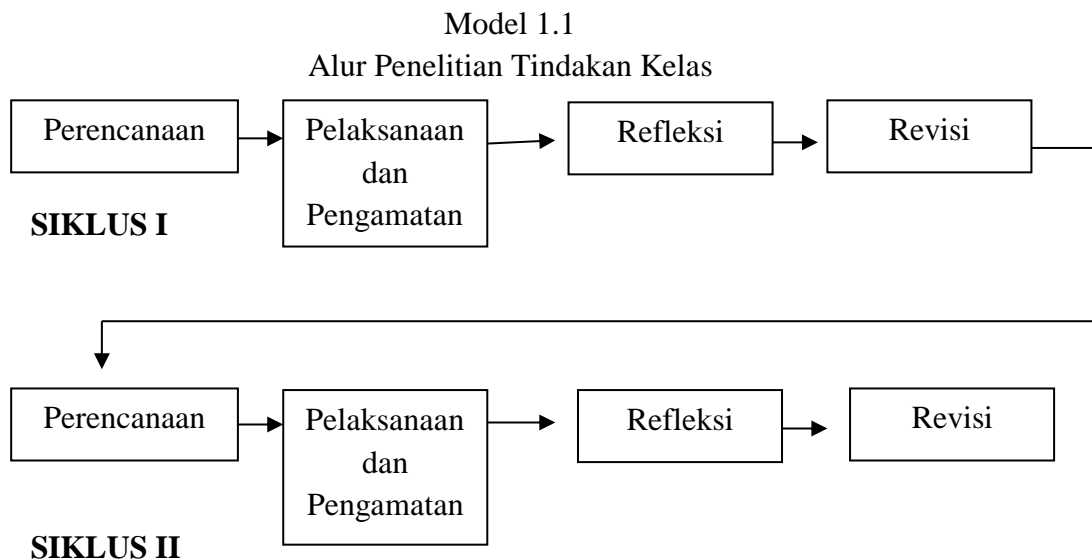 Model 1.1
Alur Penelitian Tindakan Kelas
Perencanaan
Pelaksanaan
dan
Pengamatan
Refleksi
Revisi
SIKLUS I
Perencanaan
Pelaksanaan
dan
Pengamatan
Refleksi
Revisi
SIKLUS II